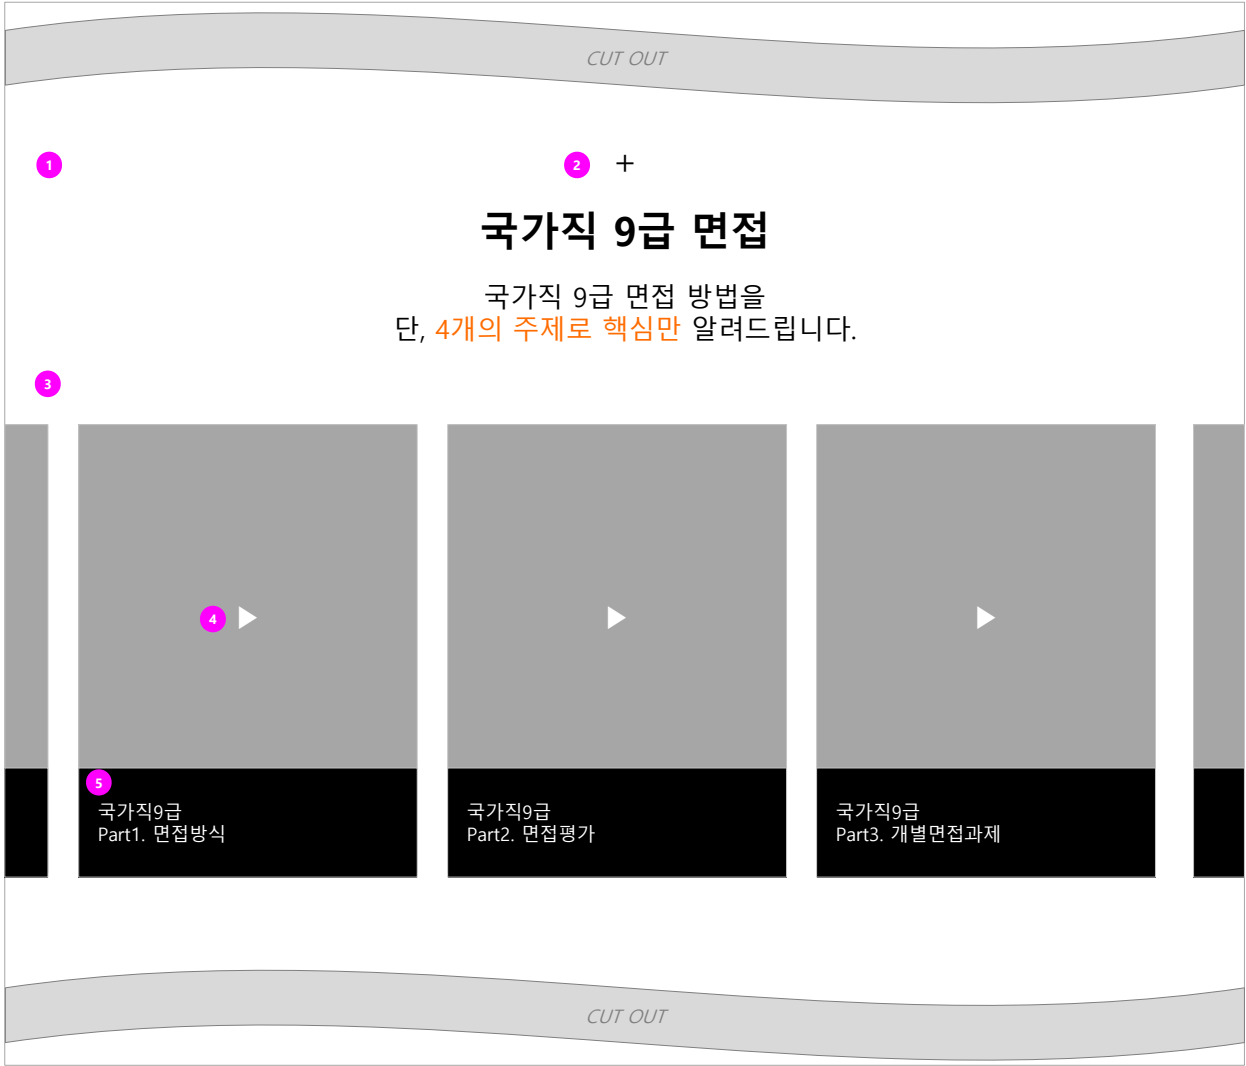 CUT OUT
1
2 +
국가직 9급 면접
국가직 9급 면접 방법을
단, 4개의 주제로 핵심만 알려드립니다.
3
4
5
국가직9급
Part1. 면접방식
국가직9급
Part2. 면접평가
국가직9급
Part3. 개별면접과제
CUT OUT